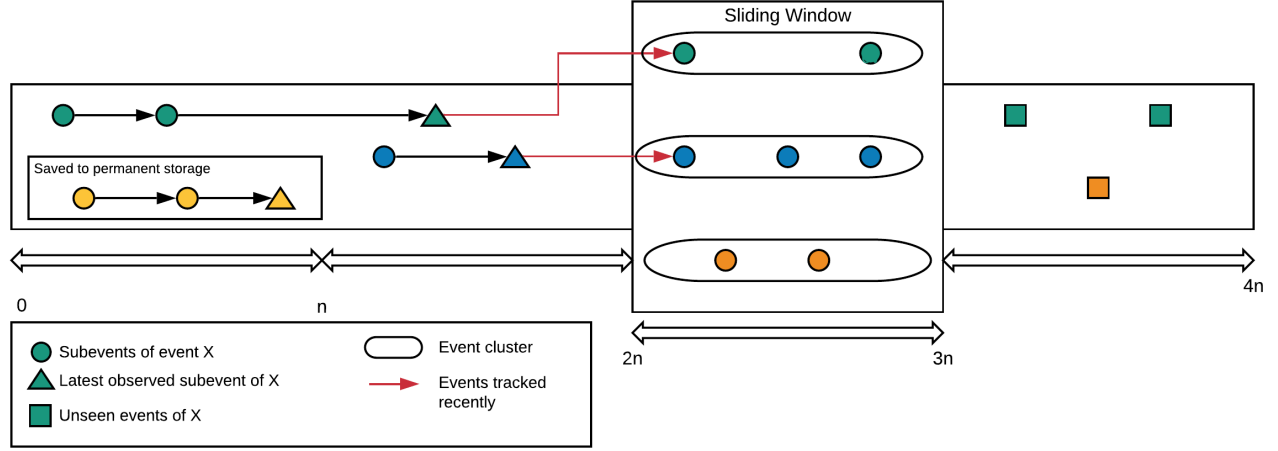 Sliding Window
Saved to permanent storage
0
n
2n
3n
4n
Subevents of event X
Latest observed subevent of X
Unseen events of X
Event cluster
Events tracked
recently